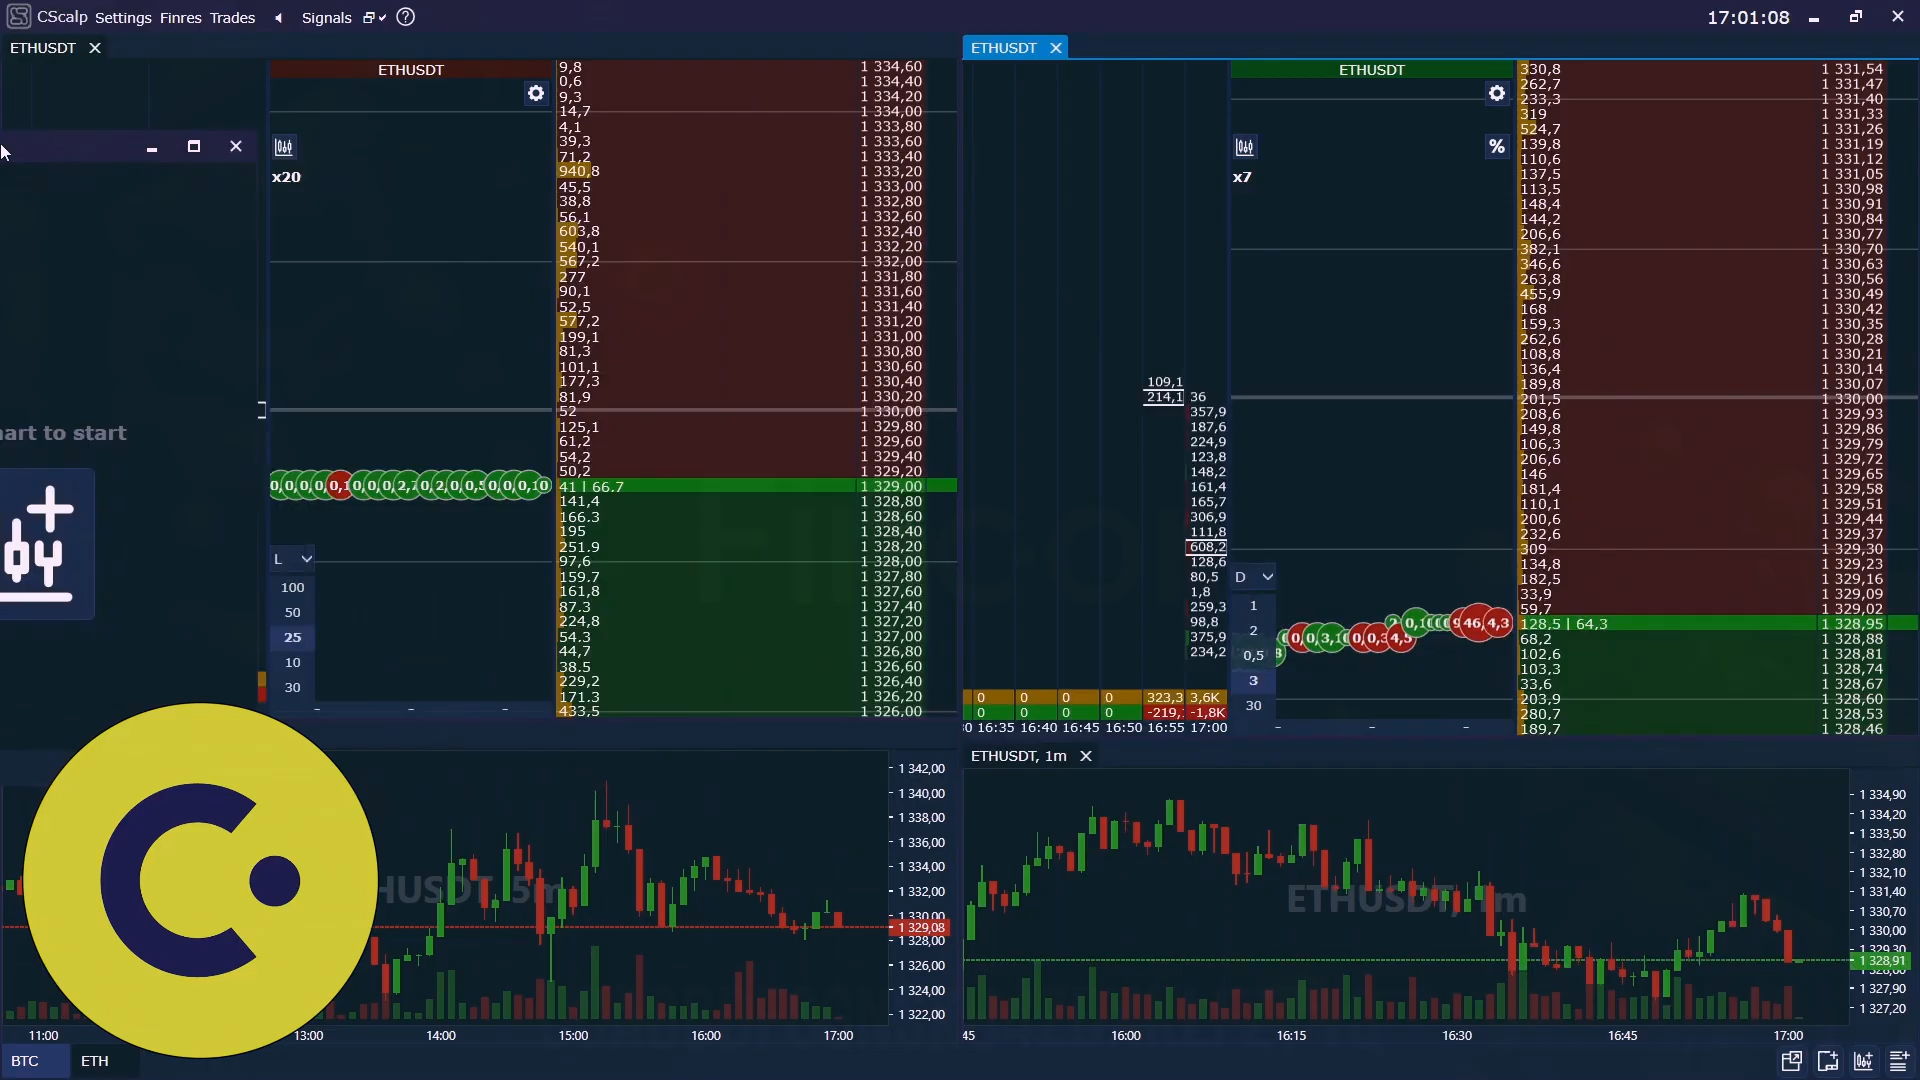 CScalp Settings Finres Trades Signals 17:01:08
ETHUSDT
ETHUSDT
ETHUSDT
x20
9,8 1 334,60
0,6 1 334,40
9,3 1 334,20
14,7 1 334,00
4,1 1 333,80
39,3 1 333,60
71,2 1 333,40
940,8 1 333,20
45,5 1 333,00
38,8 1 332,80
56,1 1 332,60
603,8 1 332,40
540,1 1 332,20
567,2 1 332,00
277 1 331,80
90,1 1 331,60
52,5 1 331,40
577,2 1 331,20
199,1 1 331,00
81,3 1 330,80
101,1 1 330,60
177,3 1 330,40
81,9 1 330,20
52 1 330,00
125,1 1 329,80
61,2 1 329,60
54,2 1 329,40
50,2 1 329,20
41 | 66.7 1 329,00
141,4 1 328,80
166.3 1 328,60
195 1 328,40
251.9 1 328,20
97,6 1 328,00
159.7 1 327,80
161,8 1 327,60
87.3 1 327,40
224,8 1 327,20
54.3 1 327,00
44,7 1 326,80
38.5 1 326,60
229,2 1 326,40
171.3 1 326,20
433,5 1 326,00
art to start
L
100
50
25
10
30
ETHUSDT
%
x7
330,8 1 331,54
262,7 1 331,47
233,3 1 331,40
319 1 331,33
524,7 1 331,26
139,8 1 331,19
110,6 1 331,12
137,5 1 331,05
113,5 1 330,98
148,4 1 330,91
144,2 1 330,84
206,6 1 330,77
382,1 1 330,70
346,6 1 330,63
263,8 1 330,56
455,9 1 330,49
168 1 330,42
159,3 1 330,35
262,6 1 330,28
108,8 1 330,21
136,4 1 330,14
189,8 1 330,07
201,5 1 330,00
208,6 1 329,93
149,8 1 329,86
106,3 1 329,79
206,6 1 329,72
146 1 329,65
181,4 1 329,58
110,1 1 329,51
200,6 1 329,44
232,6 1 329,37
309 1 329,30
134,8 1 329,23
182,5 1 329,16
33,9 1 329,09
59,7 1 329,02
128,5 | 64,3 1 328,95
68,2 1 328,88
102,6 1 328,81
103,3 1 328,74
33,6 1 328,67
203,9 1 328,60
280,7 1 328,53
189,7 1 328,46
109,1
214,1 36
357,9
187,6
224,9
123,8
148,2
161,4
165,7
306,9
111,8
608,2
128,6
80,5
1,8
259,3
98,8
375,9
234,2
0 0 0 0 323,3 3,6K
0 0 0 0 -219, -1,8K
16:35 16:40 16:45 16:50 16:55 17:00
D
1
2
0,5
3
30
HUSDT, 5m
1 342,00
1 340,00
1 338,00
1 336,00
1 334,00
1 332,00
1 330,00
1 329,08
1 328,00
1 326,00
1 324,00
1 322,00
11:00 13:00 14:00 15:00 16:00 17:00
ETHUSDT, 1m
ETHUSDT, 1m
1 334,90
1 334,20
1 333,50
1 332,80
1 332,10
1 331,40
1 330,70
1 330,00
1 329,30
1 328,91
1 327,90
1 327,20
45 16:00 16:15 16:30 16:45 17:00
BTC ETH